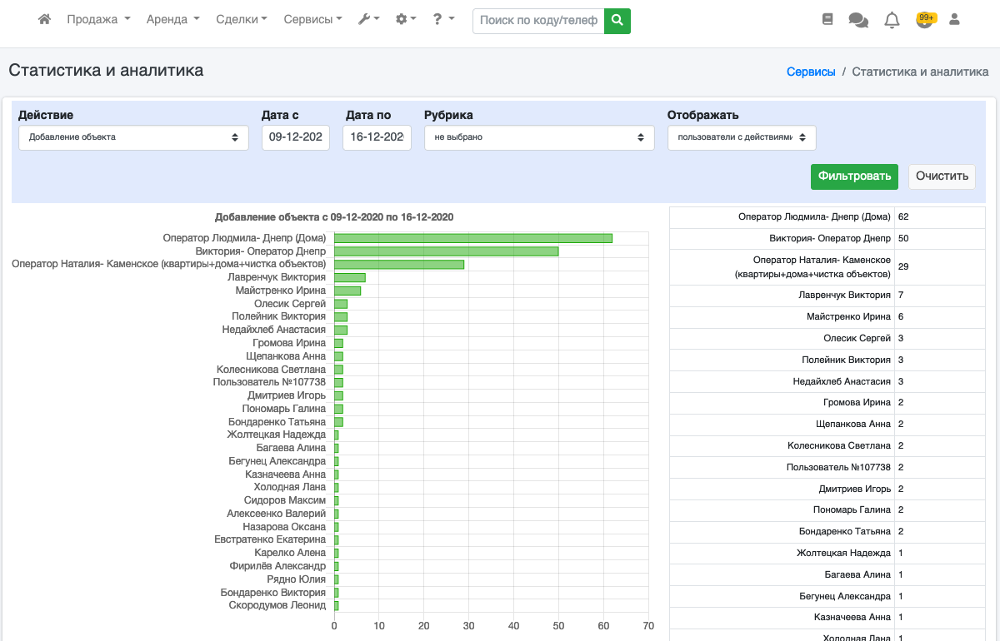 Продажа Аренда Сделки Сервисы ? Поиск по коду/телеф 99+
Статистика и аналитика
Сервисы / Статистика и аналитика
Действие Дата с Дата по Рубрика Отображать
Добавление объекта 09-12-202 16-12-202 не выбрано пользователи с действиями
Фильтровать Очистить
Добавление объекта с 09-12-2020 по 16-12-2020
Оператор Людмила- Днепр (Дома)
Виктория- Оператор Днепр
Оператор Наталия- Каменское (квартиры+дома+чистка объектов)
Лавренчук Виктория
Майстренко Ирина
Олесик Сергей
Полейник Виктория
Недайхлеб Анастасия
Громова Ирина
Щепанкова Анна
Колесникова Светлана
Пользователь №107738
Дмитриев Игорь
Пономарь Галина
Бондаренко Татьяна
Жолтецкая Надежда
Багаева Алина
Бегунец Александра
Казначеева Анна
Холодная Лана
Сидоров Максим
Алексеенко Валерий
Назарова Оксана
Евстратенко Екатерина
Карелко Алена
Фирилёв Александр
Рядно Юлия
Бондаренко Виктория
Скородумов Леонид
0 10 20 30 40 50 60 70
Оператор Людмила- Днепр (Дома) 62
Виктория- Оператор Днепр 50
Оператор Наталия- Каменское
(квартиры+дома+чистка объектов) 29
Лавренчук Виктория 7
Майстренко Ирина 6
Олесик Сергей 3
Полейник Виктория 3
Недайхлеб Анастасия 3
Громова Ирина 2
Щепанкова Анна 2
Колесникова Светлана 2
Пользователь №107738 2
Дмитриев Игорь 2
Пономарь Галина 2
Бондаренко Татьяна 2
Жолтецкая Надежда 1
Багаева Алина 1
Бегунец Александра 1
Казначеева Анна 1
Холодная Лана 1